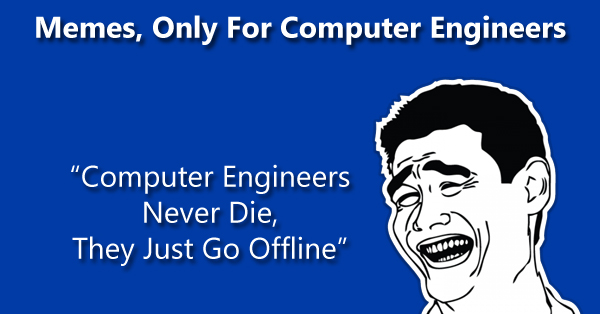 Memes, Only For Computer Engineers
“Computer Engineers
Never Die,
They Just Go Offline”